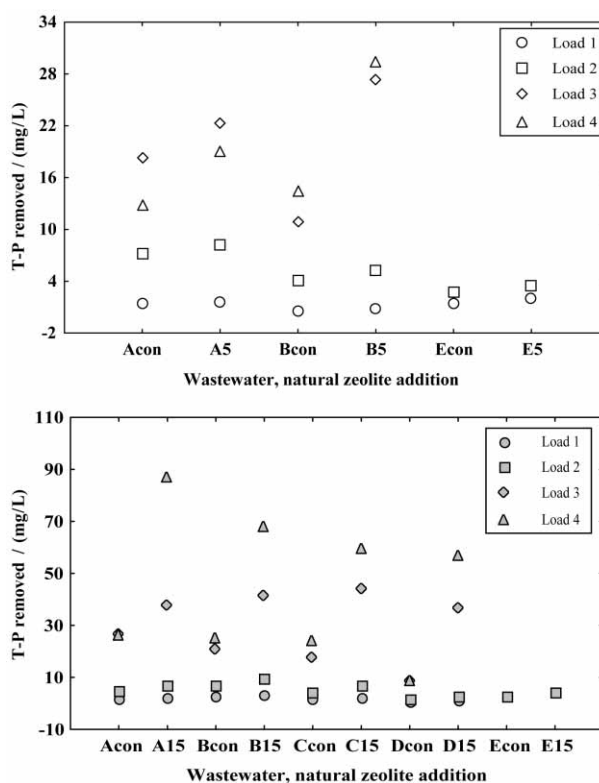 34
28
22
16
10
4
-2
T-P removed / (mg/L)
Load 1
Load 2
Load 3
Load 4
Acon A5 Bcon B5 Econ E5
Wastewater, natural zeolite addition
110
90
70
50
30
10
-10
T-P removed / (mg/L)
Load 1
Load 2
Load 3
Load 4
Acon A15 Bcon B15 Ccon C15 Dcon D15 Econ E15
Wastewater, natural zeolite addition